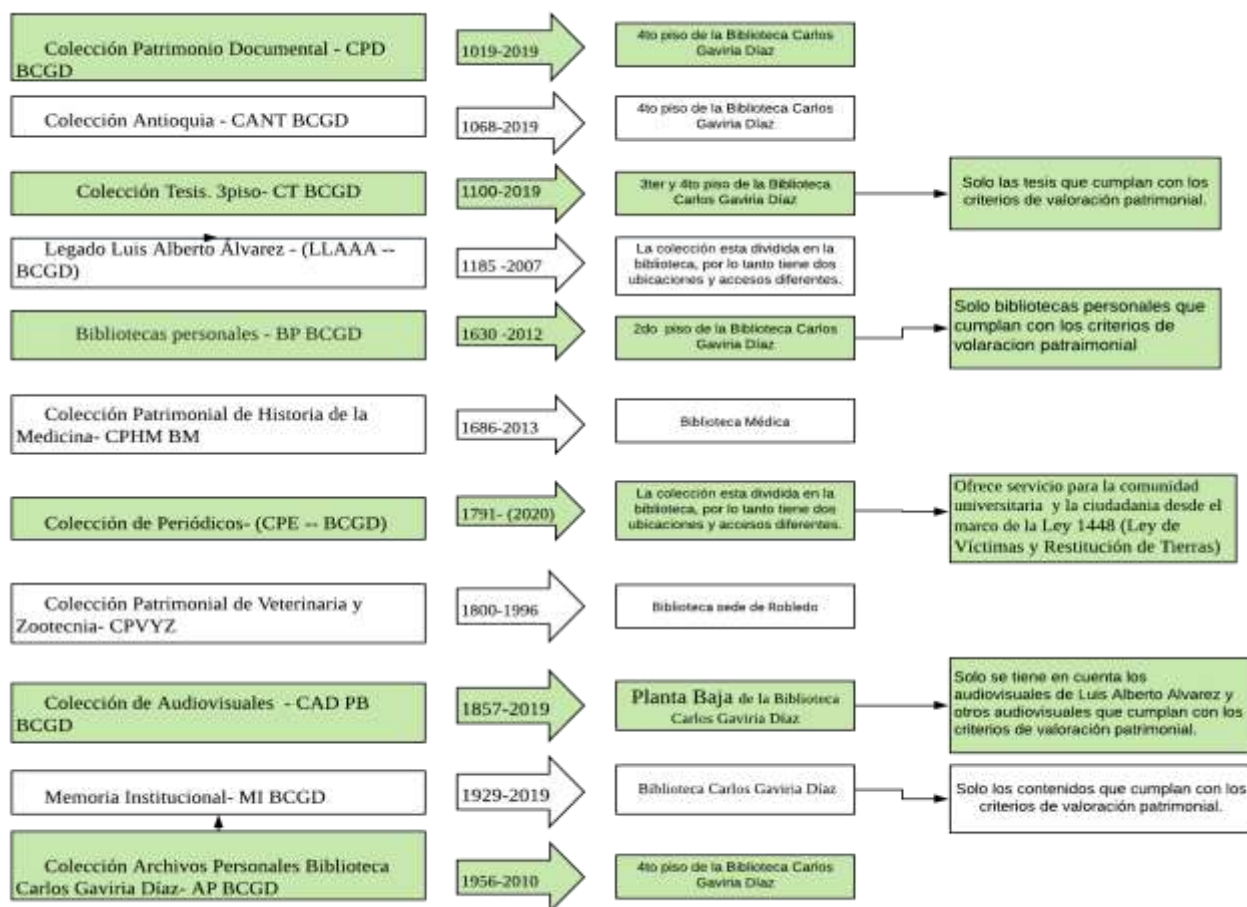 Colección Patrimonio Documental - CPD
BCGD
1019-2019
4to piso de la Biblioteca Carlos
Gaviria Díaz
Colección Antioquia - CANT BCGD
1068-2019
4to piso de la Biblioteca Carlos
Gaviria Díaz
Colección Tesis. 3piso- CT BCGD
1100-2019
3ter y 4to piso de la Biblioteca
Carlos Gaviria Díaz
Solo las tesis que cumplan con los
criterios de valoración patrimonial.
Legado Luis Alberto Álvarez - (LLAAA --
BCGD)
1185 -2007
La colección esta dividida en la
biblioteca, por lo tanto tiene dos
ubicaciones y accesos diferentes.
Bibliotecas personales - BP BCGD
1630 -2012
2do piso de la Biblioteca Carlos
Gaviria Díaz
Solo bibliotecas personales que
cumplan con los criterios de
volaracion patraimonial
Colección Patrimonial de Historia de la
Medicina- CPHM BM
1686-2013
Biblioteca Médica
Colección de Periódicos- (CPE -- BCGD)
1791- (2020)
La colección esta dividida en la
biblioteca, por lo tanto tiene dos
ubicaciones y accesos diferentes.
Ofrece servicio para la comunidad
universitaria y la ciudadania desde el
marco de la Ley 1448 (Ley de
Víctimas y Restitución de Tierras)
Colección Patrimonial de Veterinaria y
Zootecnia- CPVYZ
1800-1996
Biblioteca sede de Robledo
Colección de Audiovisuales - CAD PB
BCGD
1857-2019
Planta Baja de la Biblioteca
Carlos Gaviria Díaz
Solo se tiene en cuenta los
audiovisuales de Luis Alberto Alvarez y
otros audiovisuales que cumplan con los
criterios de valoración patrimonial.
Memoria Institucional- MI BCGD
1929-2019
Biblioteca Carlos Gaviria Díaz
Solo los contenidos que cumplan con los
criterios de valoración patrimonial.
Colección Archivos Personales Biblioteca
Carlos Gaviria Díaz- AP BCGD
1956-2010
4to piso de la Biblioteca Carlos
Gaviria Díaz